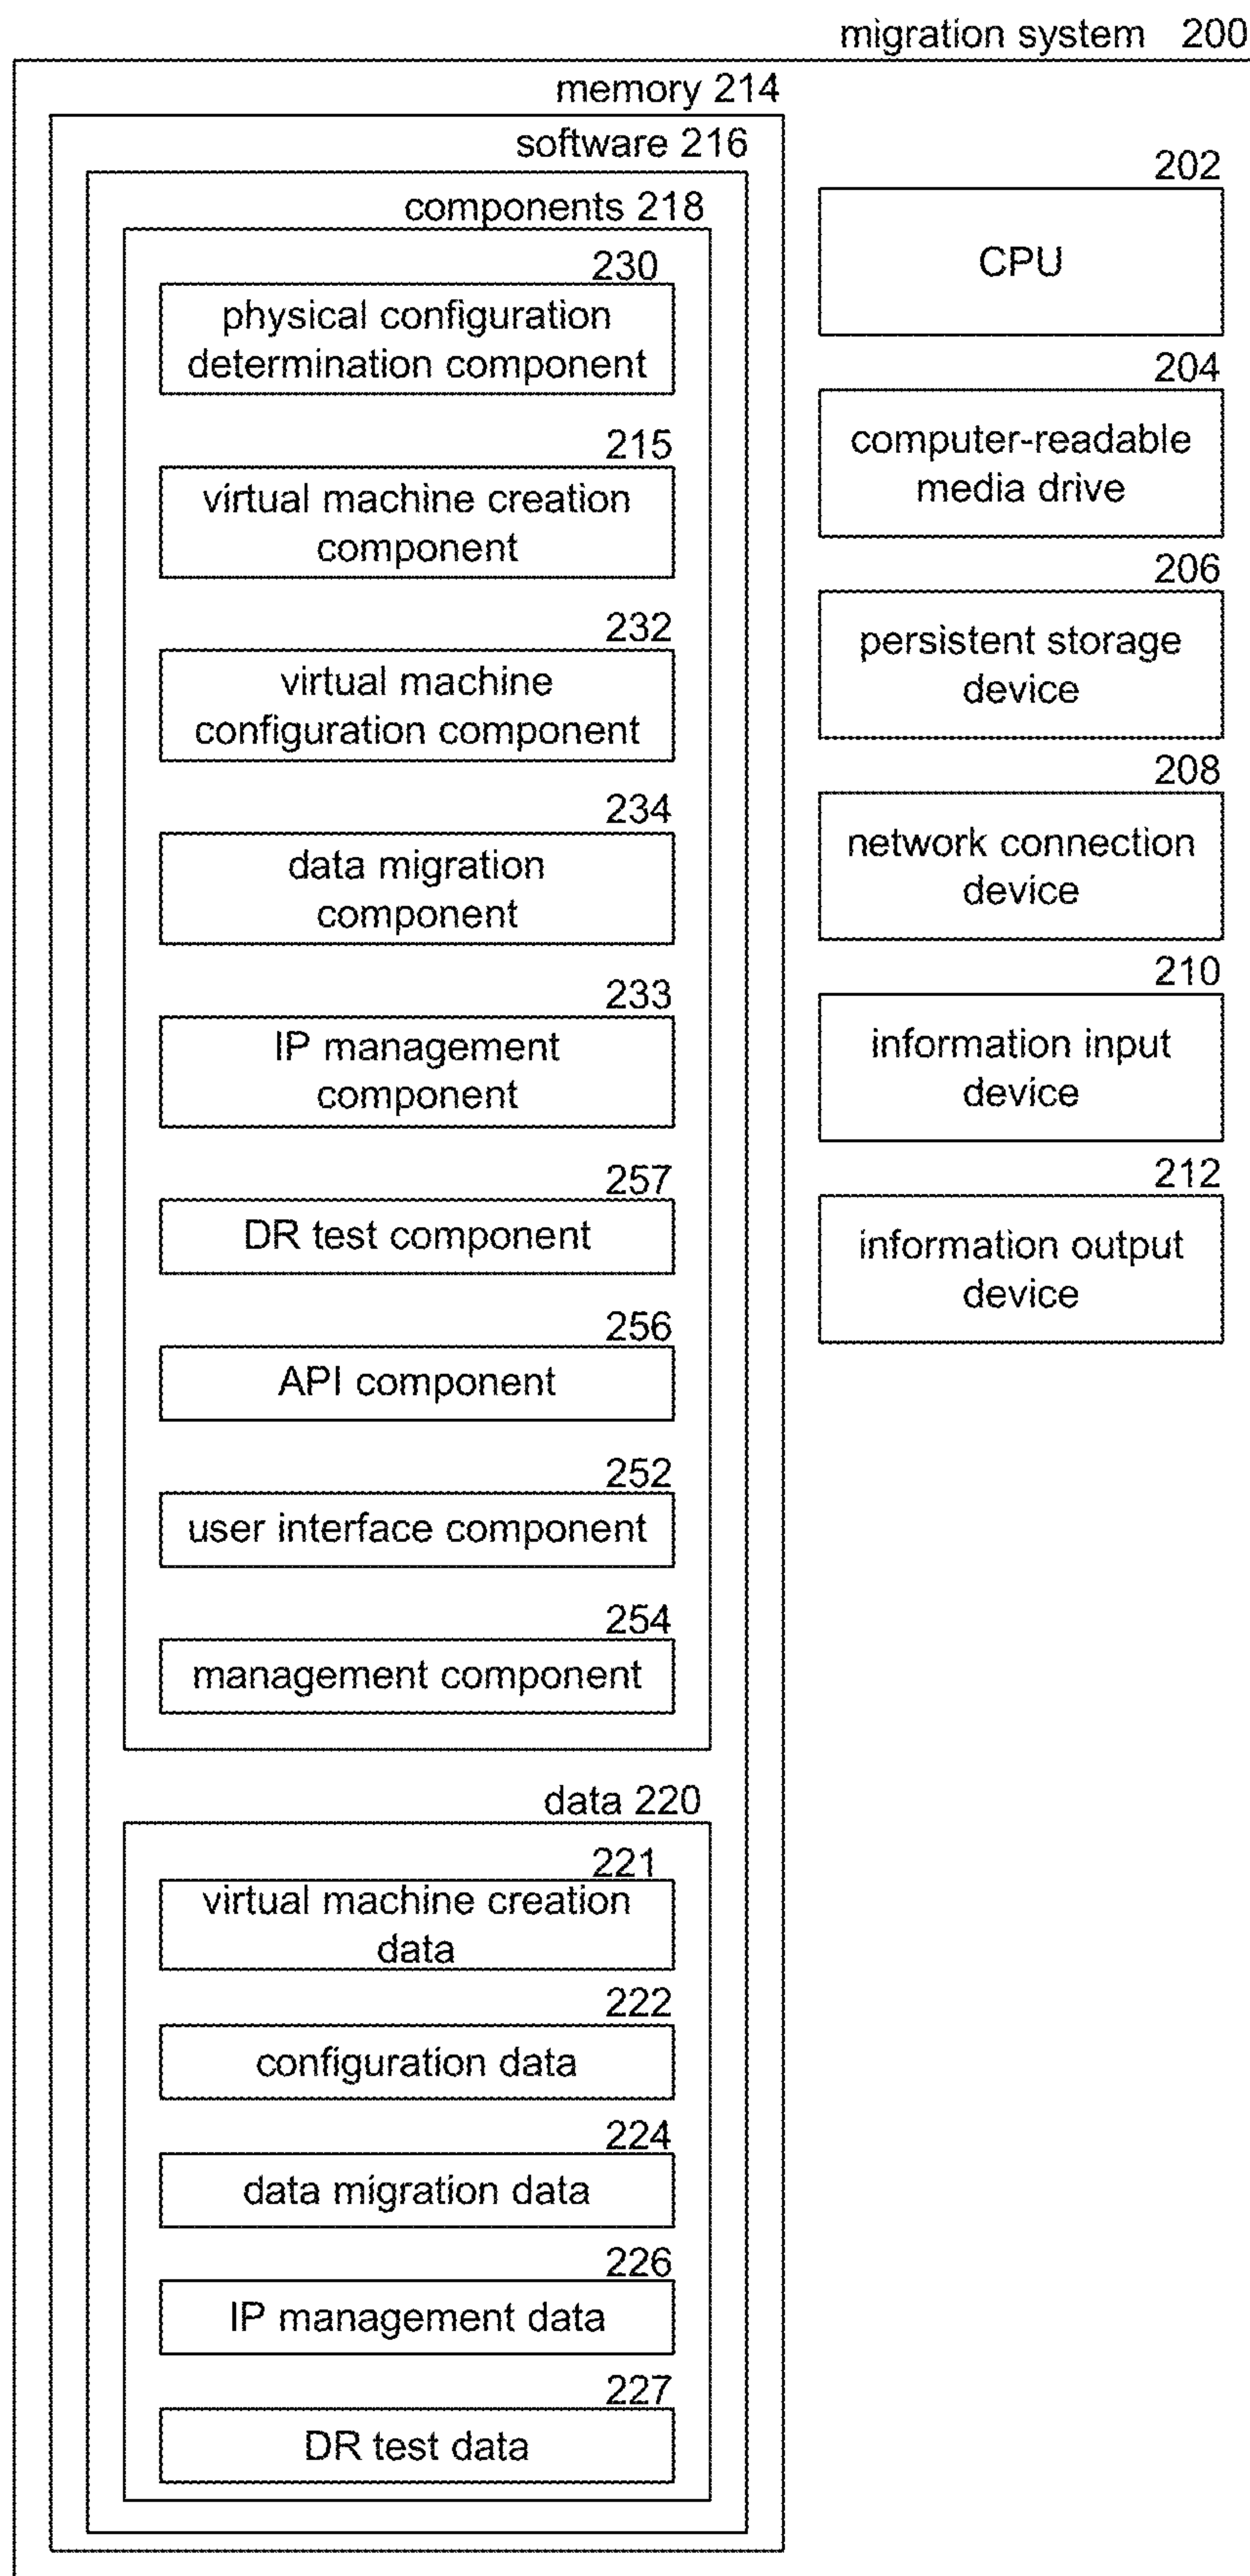 migration system 200
memory 214
software 216
components 218
230
physical configuration
determination component
215
virtual machine creation
component
232
virtual machine
configuration component
234
data migration
component
233
IP management
component
257
DR test component
256
API component
252
user interface component
254
management component
data 220
221
virtual machine creation
data
222
configuration data
224
data migration data
226
IP management data
227
DR test data
202
CPU
204
computer-readable
media drive
206
persistent storage
device
208
network connection
device
210
information input
device
212
information output
device